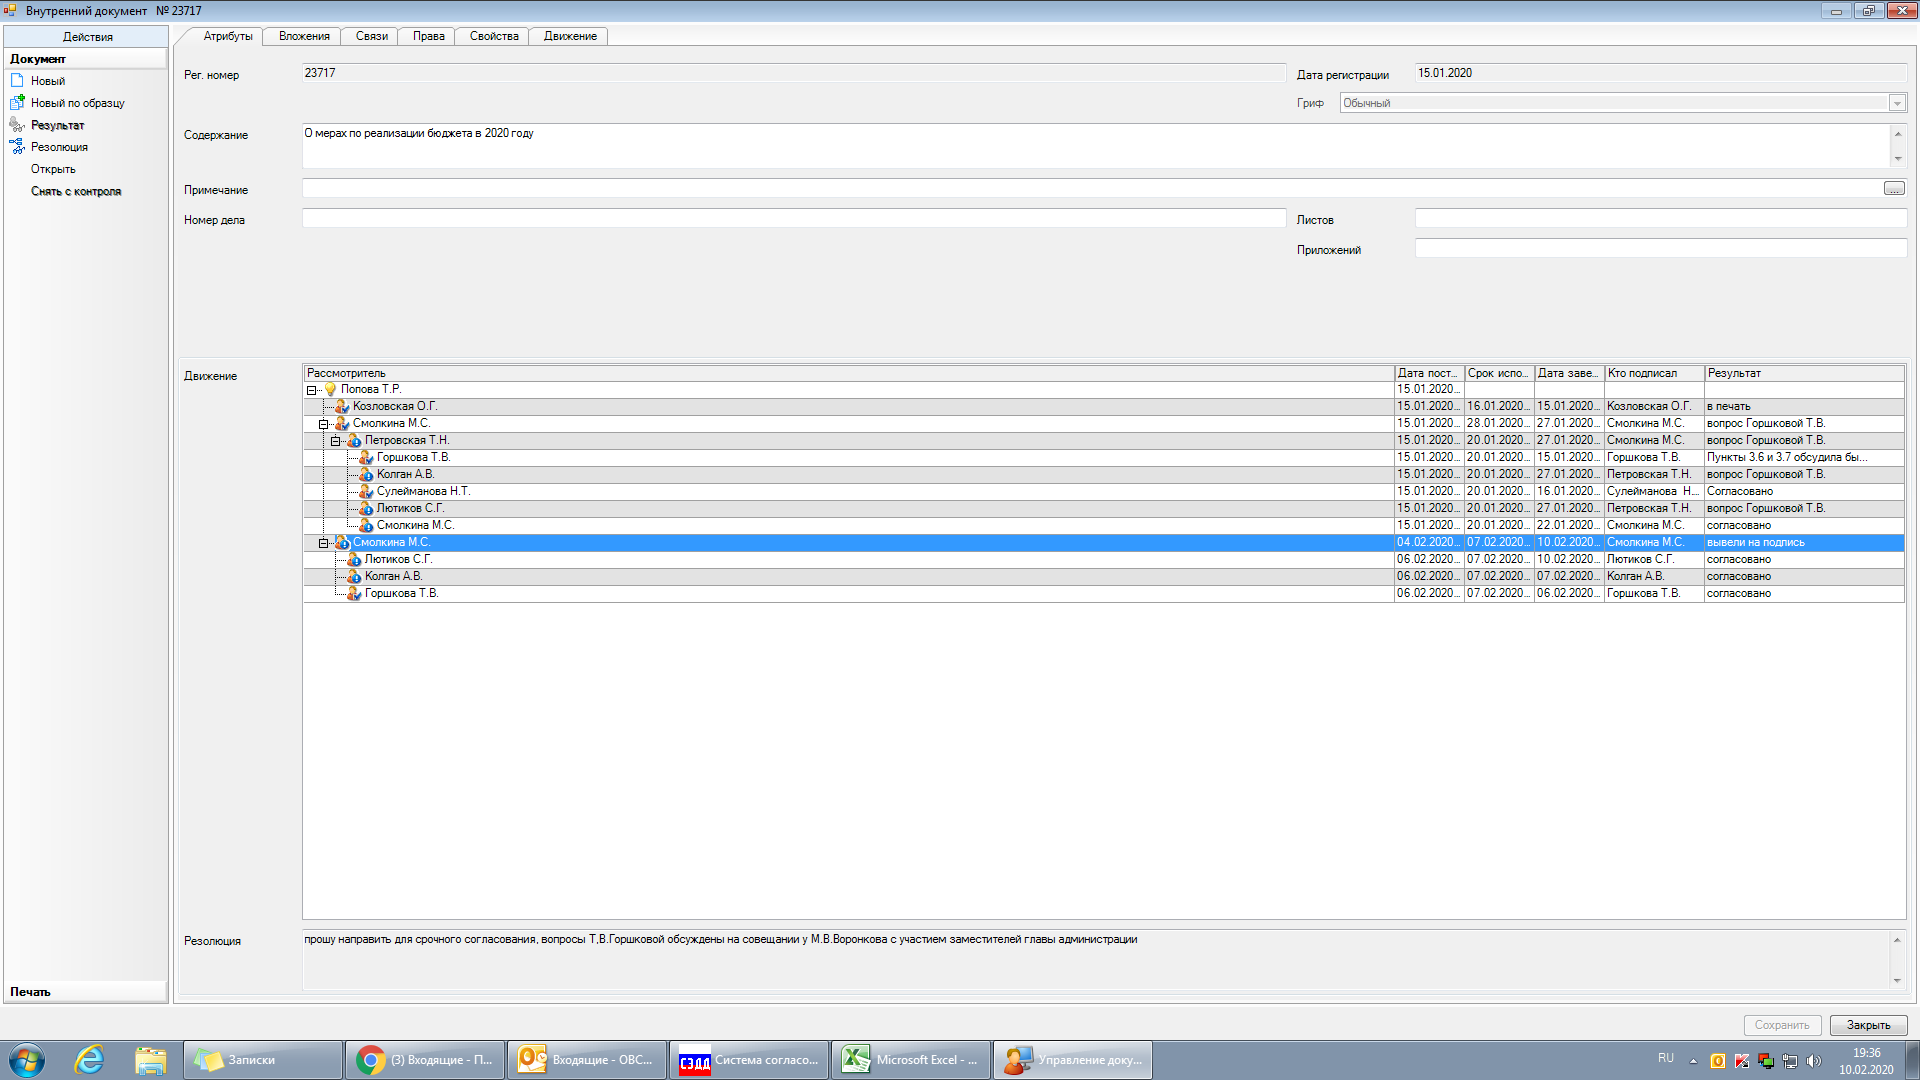 Внутренний документ № 23717
Действия
Документ
Новый
Новый по образцу
Результат
Резолюция
Открыть
Снять с контроля
Печать
Атрибуты Вложения Связи Права Свойства Движение
Рег. номер 23717 Дата регистрации 15.01.2020
Гриф Обычный
Содержание О мерах по реализации бюджета в 2020 году
Примечание ...
Номер дела Листов
Приложений
Движение
Рассмотритель Дата пост... Срок испо... Дата заве... Кто подписал Результат
Попова Т.Р. 15.01.2020...
Козловская О.Г. 15.01.2020... 16.01.2020... 15.01.2020... Козловская О.Г. в печать
Смолкина М.С. 15.01.2020... 28.01.2020... 27.01.2020... Смолкина М.С. вопрос Горшковой Т.В.
Петровская Т.Н. 15.01.2020... 20.01.2020... 27.01.2020... Смолкина М.С. вопрос Горшковой Т.В.
Горшкова Т.В. 15.01.2020... 20.01.2020... 15.01.2020... Горшкова Т.В. Пункты 3.6 и 3.7 обсудила бы...
Колган А.В. 15.01.2020... 20.01.2020... 27.01.2020... Петровская Т.Н. вопрос Горшковой Т.В.
Сулейманова Н.Т. 15.01.2020... 20.01.2020... 16.01.2020... Сулейманова Н.... Согласовано
Лютиков С.Г. 15.01.2020... 20.01.2020... 27.01.2020... Петровская Т.Н. вопрос Горшковой Т.В.
Смолкина М.С. 15.01.2020... 20.01.2020... 22.01.2020... Смолкина М.С. согласовано
Смолкина М.С. 04.02.2020... 07.02.2020... 10.02.2020... Смолкина М.С. вывели на подпись
Лютиков С.Г. 06.02.2020... 07.02.2020... 10.02.2020... Лютиков С.Г. согласовано
Колган А.В. 06.02.2020... 07.02.2020... 07.02.2020... Колган А.В. согласовано
Горшкова Т.В. 06.02.2020... 07.02.2020... 06.02.2020... Горшкова Т.В. согласовано
Резолюция прошу направить для срочного согласования, вопросы Т,В.Горшковой обсуждены на совещании у М.В.Воронкова с участием заместителей главы администрации
Сохранить Закрыть
Записки (3) Входящие - П... Входящие - ОВС... СЭДД Система согласо... Microsoft Excel - ... Управление доку... RU 19:36
10.02.2020